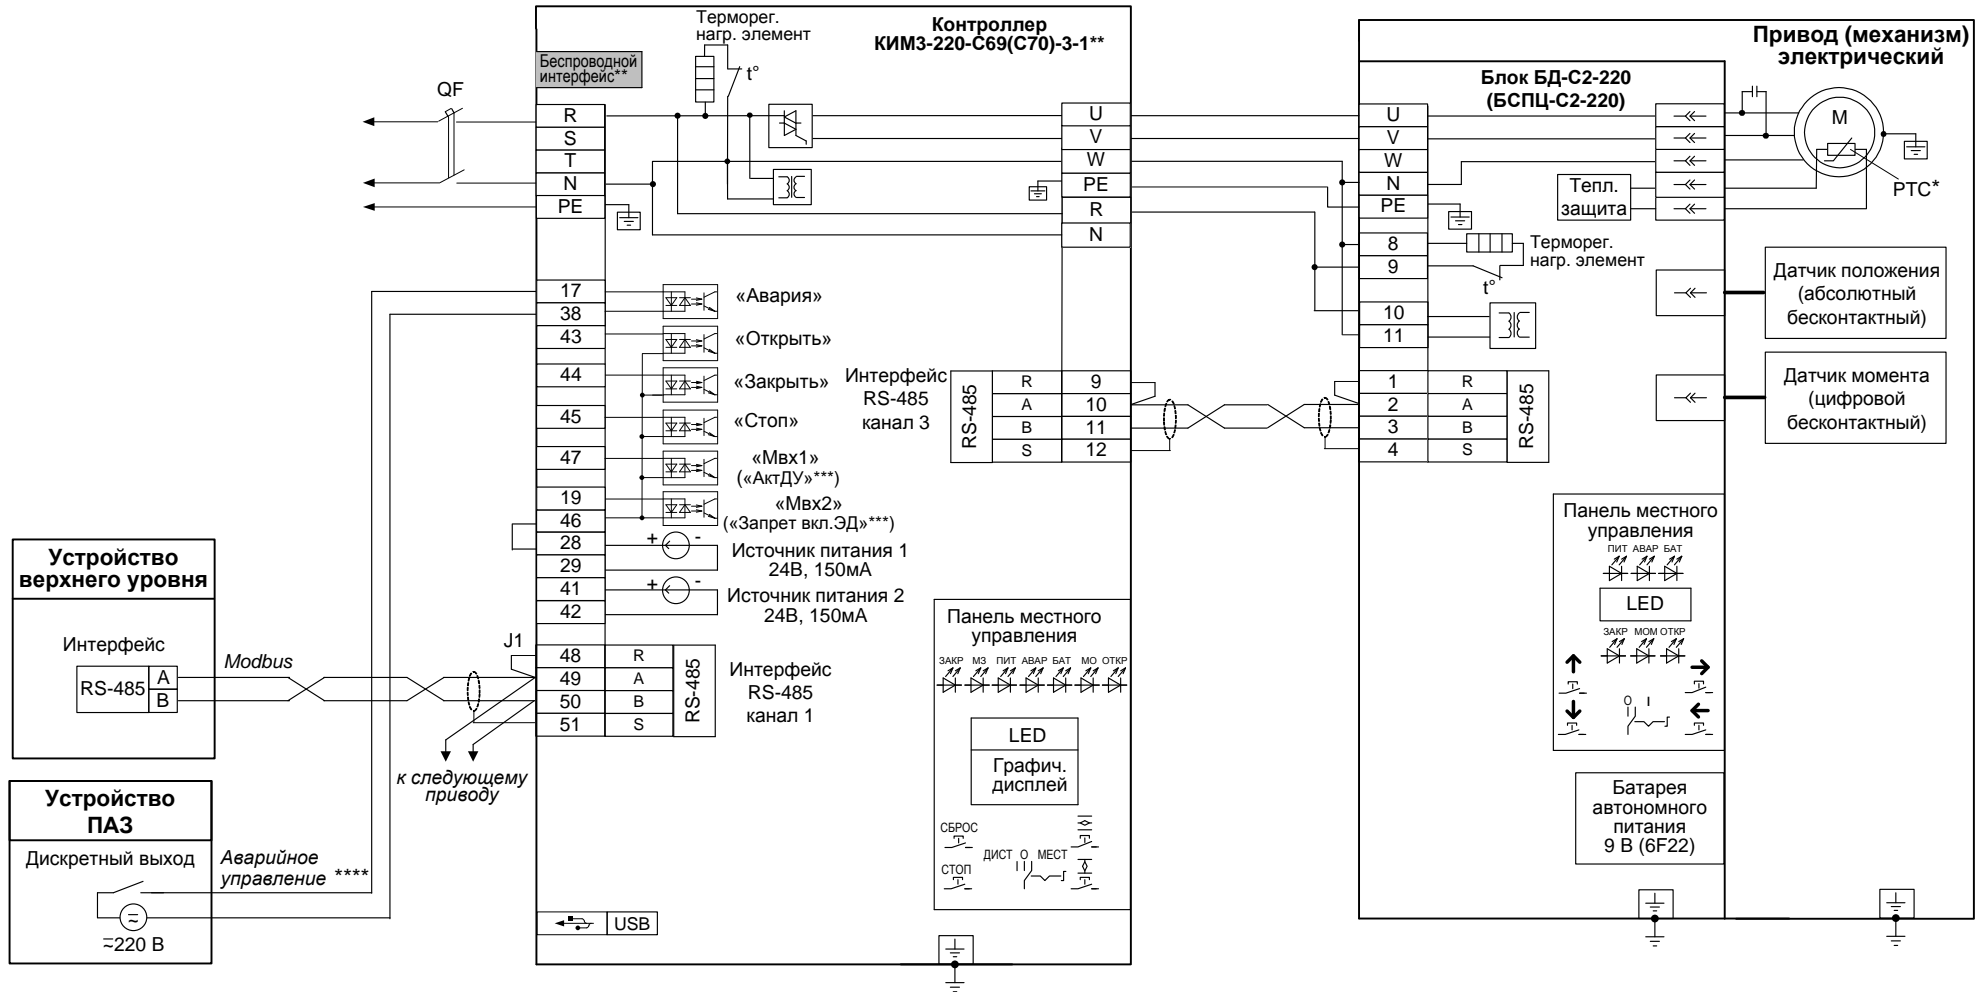 Контроллер
КИМ3-220-С69(С70)-3-1**
Терморег.
нагр. элемент
t°
Беспроводной
интерфейс**
QF
R
S
T
N
PE
17
38
43
44
45
47
19
46
28
29
41
42
48
49
50
51
«Авария»
«Открыть»
«Закрыть»
«Стоп»
«Мвх1»
(«АктДУ»***)
«Мвх2»
(«Запрет вкл.ЭД»***)
+ -
Источник питания 1
24В, 150мА
+ -
Источник питания 2
24В, 150мА
J1
R
A
B
S
RS-485
Интерфейс
RS-485
канал 1
USB
U
V
W
PE
R
N
Интерфейс
RS-485
канал 3
RS-485
R
A
B
S
9
10
11
12
Панель местного
управления
ЗАКР МЗ ПИТ АВАР БАТ МО ОТКР
LED
Графич.
дисплей
СБРОС
СТОП
ДИСТ О МЕСТ
Устройство
верхнего уровня
Интерфейс
RS-485
A
B
Modbus
к следующему
приводу
Устройство
ПАЗ
Дискретный выход
≂
≂220 В
Аварийное
управление ****
Привод (механизм)
электрический
Блок БД-С2-220
(БСПЦ-С2-220)
U
V
W
N
PE
8
9
10
11
1
2
3
4
R
A
B
S
RS-485
Тепл.
защита
M
PTC*
Терморег.
нагр. элемент
t°
Датчик положения
(абсолютный
бесконтактный)
Датчик момента
(цифровой
бесконтактный)
Панель местного
управления
ПИТ АВАР БАТ
LED
ЗАКР МОМ ОТКР
O I
Батарея
автономного
питания
9 В (6F22)